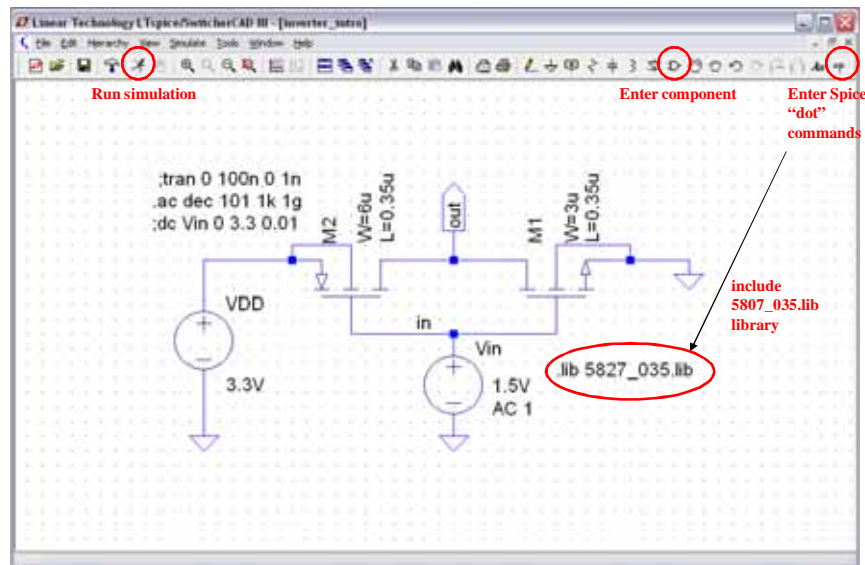 Linear Technology LTspice/SwitcherCAD III - [inverter_intro]
File Edit Hierarchy View Simulate Tools Window Help
Run simulation
Enter component
Enter Spice
“dot”
commands
;tran 0 100n 0 1n
.ac dec 101 1k 1g
;dc Vin 0 3.3 0.01
M2
W=6u
L=0.35u
out
M1
W=3u
L=0.35u
include
5807_035.lib
library
VDD
in
Vin
.lib 5827_035.lib
3.3V
1.5V
AC 1